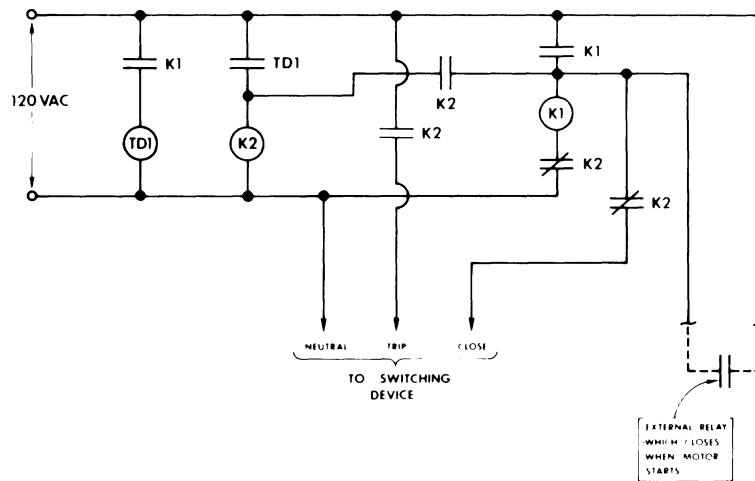 K1
TD1
K1
K2
120 VAC
TD1
K2
K2
K1
K2
K2
NEUTRAL
TRIP
CLOSE
TO SWITCHING
DEVICE
EXTERNAL RELAY
WHICH CLOSES
WHEN MOTOR
STARTS